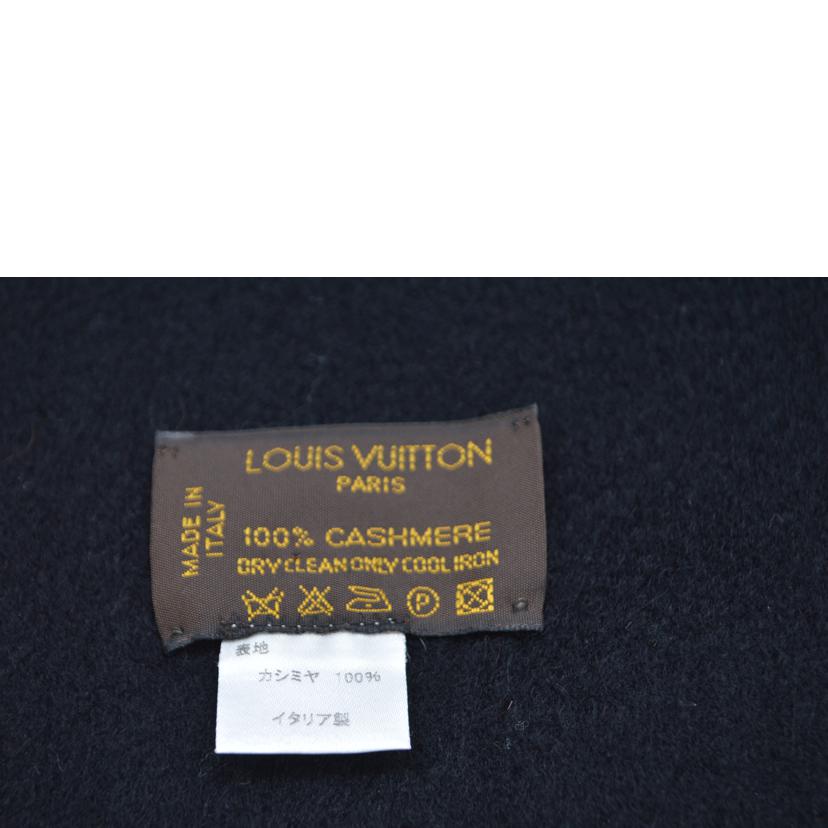 LOUIS VUITTON
PARIS
MADE IN
ITALY
100% CASHMERE
DRY CLEAN ONLY COOL IRON
P
表地
カシミヤ 100%
イタリア製